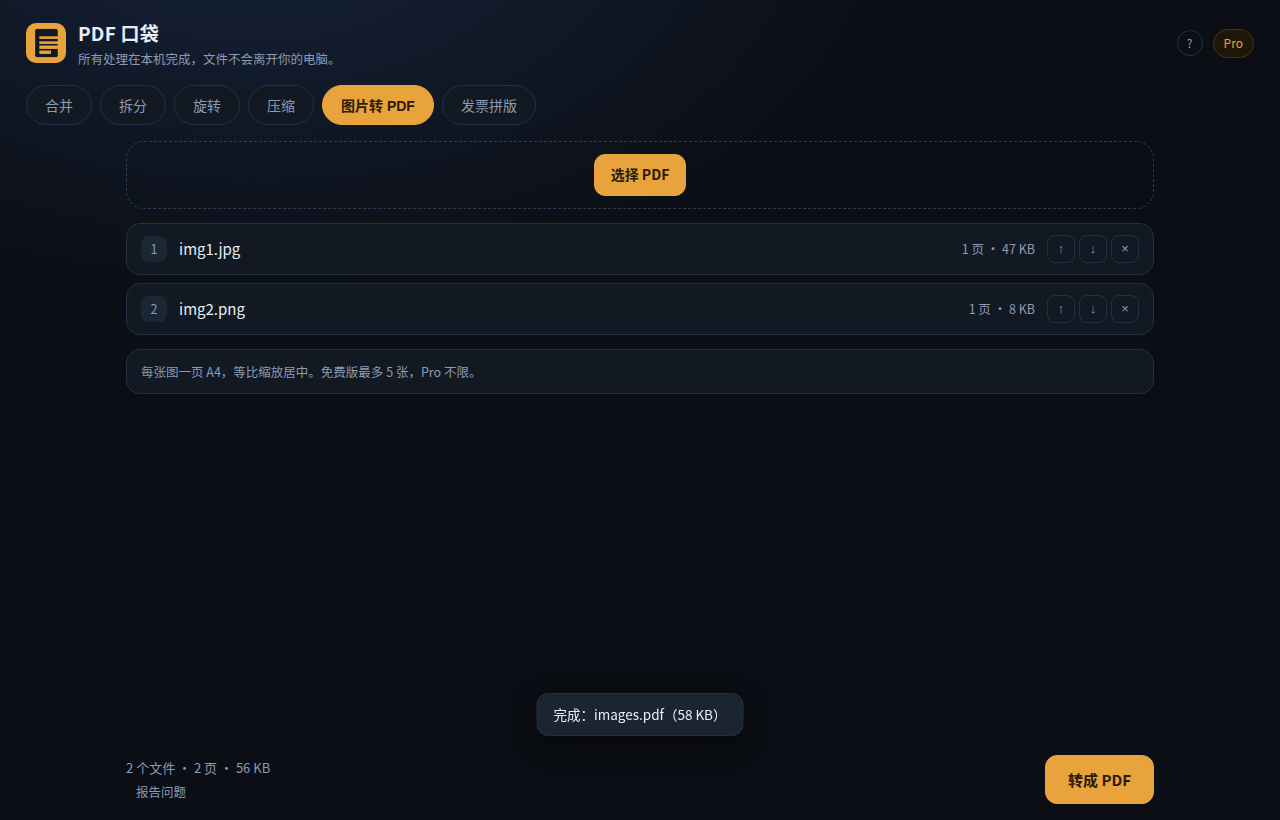 PDF 口袋
所有处理在本机完成，文件不会离开你的电脑。
?
Pro
合并
拆分
旋转
压缩
图片转 PDF
发票拼版
选择 PDF
1 img1.jpg 1 页 · 47 KB ↑ ↓ ×
2 img2.png 1 页 · 8 KB ↑ ↓ ×
每张图一页 A4，等比缩放居中。免费版最多 5 张，Pro 不限。
完成：images.pdf（58 KB）
2 个文件 · 2 页 · 56 KB
报告问题
转成 PDF